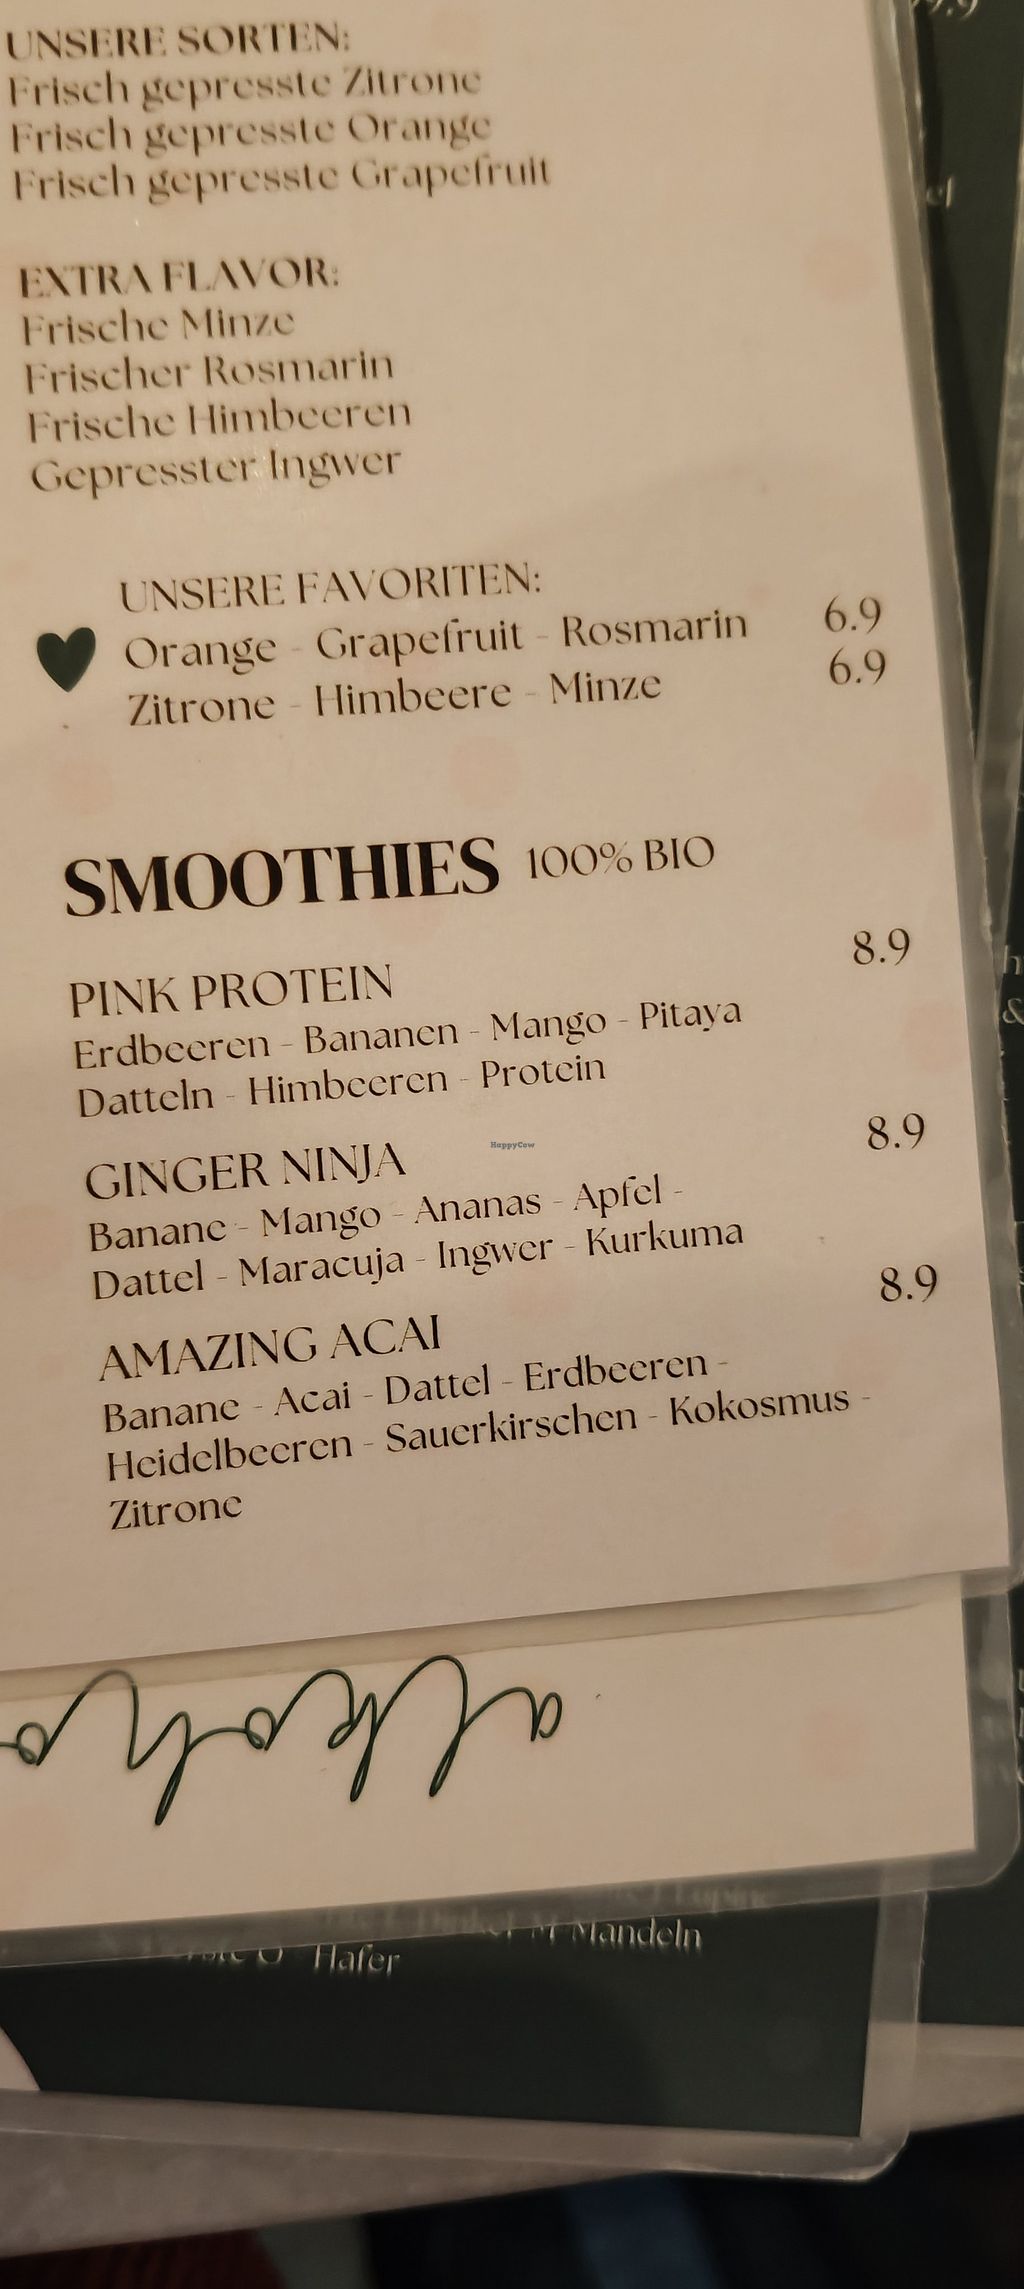 UNSERE SORTEN:
Frisch gepresste Zitrone
Frisch gepresste Orange
Frisch gepresste Grapefruit
EXTRA FLAVOR:
Frische Minze
Frischer Rosmarin
Frische Himbeeren
Gepresster Ingwer
UNSERE FAVORITEN:
Orange - Grapefruit - Rosmarin 6.9
Zitrone - Himbeere - Minze 6.9
SMOOTHIES 100% BIO
PINK PROTEIN 8.9
Erdbeeren - Bananen - Mango - Pitaya
Datteln - Himbeeren - Protein
HappyCow
GINGER NINJA 8.9
Banane - Mango - Ananas - Apfel -
Dattel - Maracuja - Ingwer - Kurkuma
AMAZING ACAI 8.9
Banane - Acai - Dattel - Erdbeeren -
Heidelbeeren - Sauerkirschen - Kokosmus -
Zitrone
Mandeln
Hafer